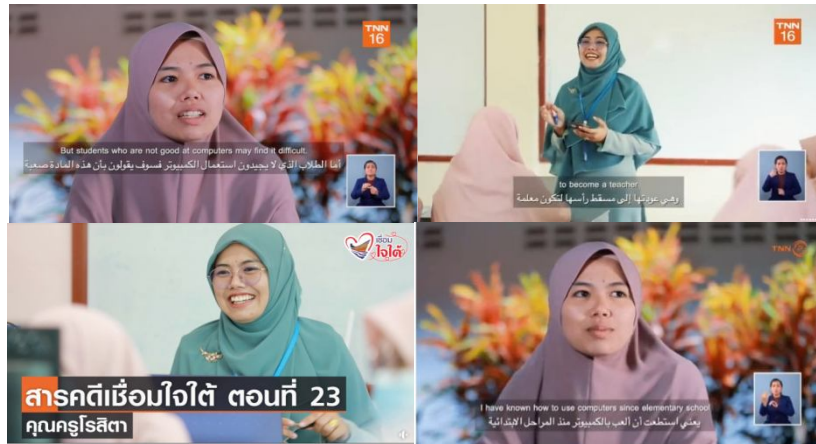 TNN
16
But students who are not good at computers may find it difficult.
أما الطلاب الذي لا يجيدون استعمال الكمبيوتر فسوف يقولون بأن هذه المادة صعبة
TNN
16
to become a teacher
وهي عودتها إلى مسقط رأسها لتكون معلمة
เชื่อม
ใจใต้
สารคดีเชื่อมใจใต้ ตอนที่ 23
คุณครูโรสิตา
TNN
I have known how to use computers since elementary school
يعني استطعت أن ألعب بالكمبيوتر منذ المراحل الابتدائية